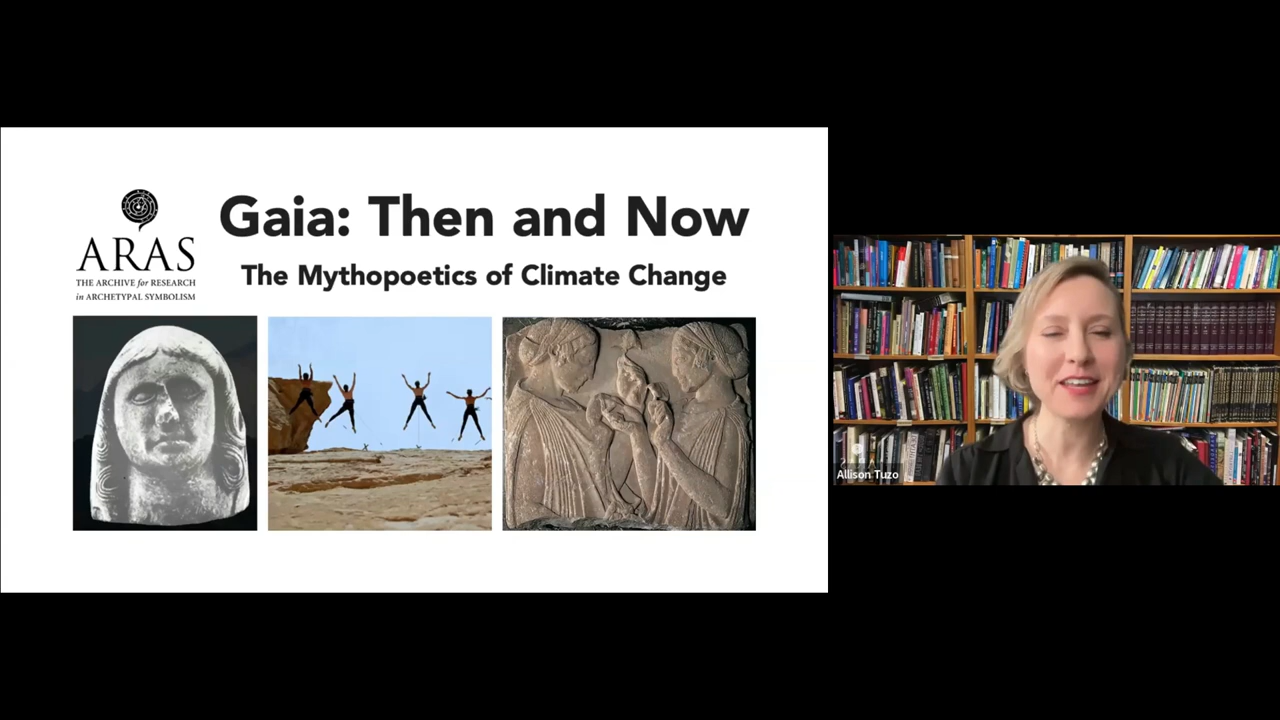 Gaia: Then and Now
The Mythopoetics of Climate Change
ARAS
THE ARCHIVE for RESEARCH
in ARCHETYPAL SYMBOLISM
Allison Tuzo